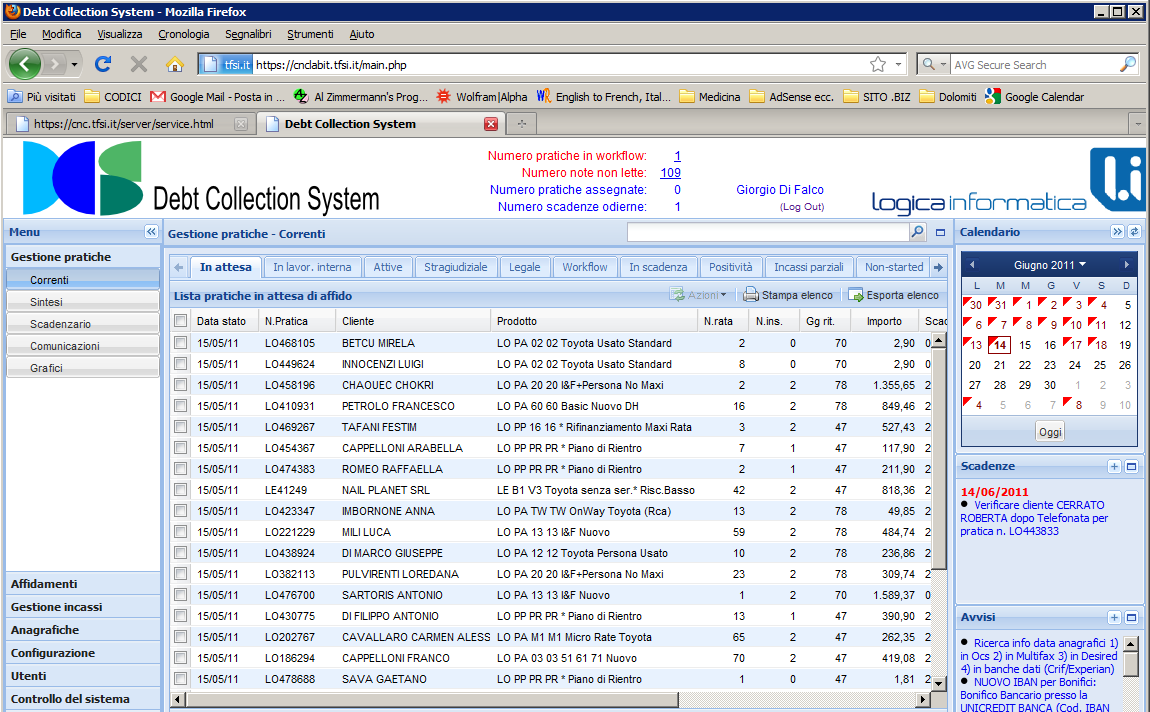 Debt Collection System - Mozilla Firefox
File Modifica Visualizza Cronologia Segnalibri Strumenti Aiuto
tfsi.it https://cnclabit.tfsi.it/main.php AVG Secure Search
Più visitati CODICI Google Mail - Posta in ... Al Zimmermann's Prog... Wolfram|Alpha English to French, Ital... Medicina AdSense ecc. SITO .BIZ Dolomiti Google Calendar
https://cnc.tfsi.it/server/service.html Debt Collection System
Debt Collection System
Numero pratiche in workflow: 1
Numero note non lette: 109
Numero pratiche assegnate: 0
Numero scadenze odierne: 1
Giorgio Di Falco
(Log Out)
logica informatica
l.i
Menu
Gestione pratiche
Correnti
Sintesi
Scadenzario
Comunicazioni
Grafici
Affidamenti
Gestione incassi
Anagrafiche
Configurazione
Utenti
Controllo del sistema
Gestione pratiche - Correnti
In attesa In lavor. interna Attive Stragiudiziale Legale Workflow In scadenza Positività Incassi parziali Non-started
Lista pratiche in attesa di affido Azioni Stampa elenco Esporta elenco
Data stato N.Pratica Cliente Prodotto N.rata N.ins. Gg rit. Importo Scad
15/05/11 LO468105 BETCU MIRELA LO PA 02 02 Toyota Usato Standard 2 0 70 2,90 0
15/05/11 LO449624 INNOCENZI LUIGI LO PA 02 02 Toyota Usato Standard 8 0 70 2,90 0
15/05/11 LO458196 CHAOUEC CHOKRI LO PA 20 20 I&F+Persona No Maxi 2 2 78 1.355,65 2
15/05/11 LO410931 PETROLO FRANCESCO LO PA 60 60 Basic Nuovo DH 16 2 78 849,46 2
15/05/11 LO469267 TAFANI FESTIM LO PP 16 16 * Rifinanziamento Maxi Rata 3 2 47 527,43 2
15/05/11 LO454367 CAPPELLONI ARABELLA LO PP PR PR * Piano di Rientro 7 1 47 117,90 2
15/05/11 LO474383 ROMEO RAFFAELLA LO PP PR PR * Piano di Rientro 2 1 47 211,90 2
15/05/11 LE41249 NAIL PLANET SRL LE B1 V3 Toyota senza ser.* Risc.Basso 42 2 47 818,36 2
15/05/11 LO423347 IMBORNONE ANNA LO PA TW TW OnWay Toyota (Rca) 13 2 47 49,85 2
15/05/11 LO221229 MILI LUCA LO PA 13 13 I&F Nuovo 59 2 78 484,74 2
15/05/11 LO438924 DI MARCO GIUSEPPE LO PA 12 12 Toyota Persona Usato 10 2 78 236,86 2
15/05/11 LO382113 PULVIRENTI LOREDANA LO PA 20 20 I&F+Persona No Maxi 23 2 78 309,74 2
15/05/11 LO476700 SARTORIS ANTONIO LO PA 13 13 I&F Nuovo 1 2 70 1.589,37 0
15/05/11 LO430775 DI FILIPPO ANTONIO LO PP PR PR * Piano di Rientro 13 1 47 390,90 2
15/05/11 LO202767 CAVALLARO CARMEN ALESS LO PA M1 M1 Micro Rate Toyota 65 2 47 262,35 2
15/05/11 LO186294 CAPPELLONI FRANCO LO PA 03 03 51 61 71 Nuovo 70 2 47 419,08 2
15/05/11 LO478688 SAVA GAETANO LO PP PR PR * Piano di Rientro 1 0 47 1,81 2
Calendario
Giugno 2011
L M M G V S D
30 31 1 2 3 4 5
6 7 8 9 10 11 12
13 14 15 16 17 18 19
20 21 22 23 24 25 26
27 28 29 30 1 2 3
4 5 6 7 8 9 10
Oggi
Scadenze
14/06/2011
● Verificare cliente CERRATO
ROBERTA dopo Telefonata per
pratica n. LO443833
Avvisi
● Ricerca info data anagrafici 1)
in Ocs 2) in Multifax 3) in Desired
4) in banche dati (Crif/Experian)
● NUOVO IBAN per Bonifici:
Bonifico Bancario presso la
UNICREDIT BANCA (Cod. IBAN